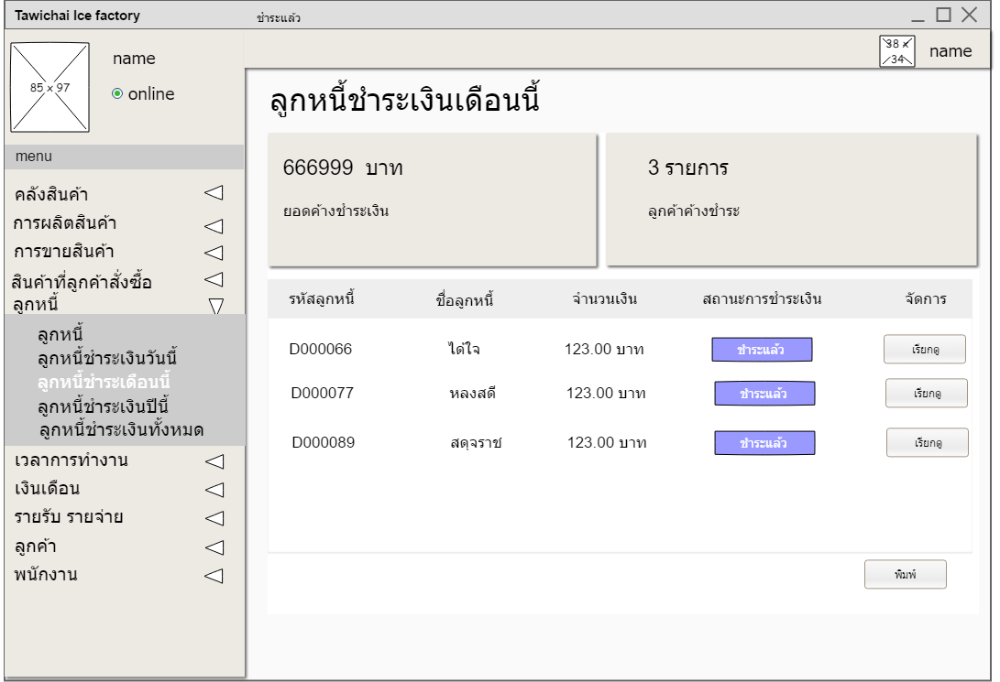 Tawichai Ice factory
ชำระแล้ว
85 x 97
name
online
38 x 34
name
menu
คลังสินค้า
การผลิตสินค้า
การขายสินค้า
สินค้าที่ลูกค้าสั่งซื้อ
ลูกหนี้
ลูกหนี้
ลูกหนี้ชำระเงินวันนี้
ลูกหนี้ชำระเดือนนี้
ลูกหนี้ชำระเงินปีนี้
ลูกหนี้ชำระเงินทั้งหมด
เวลาการทำงาน
เงินเดือน
รายรับ รายจ่าย
ลูกค้า
พนักงาน
ลูกหนี้ชำระเงินเดือนนี้
666999 บาท
ยอดค้างชำระเงิน
3 รายการ
ลูกค้าค้างชำระ
รหัสลูกหนี้ ชื่อลูกหนี้ จำนวนเงิน สถานะการชำระเงิน จัดการ
D000066 ได้ใจ 123.00 บาท ชำระแล้ว เรียกดู
D000077 หลงสดี 123.00 บาท ชำระแล้ว เรียกดู
D000089 สดุจราช 123.00 บาท ชำระแล้ว เรียกดู
พิมพ์